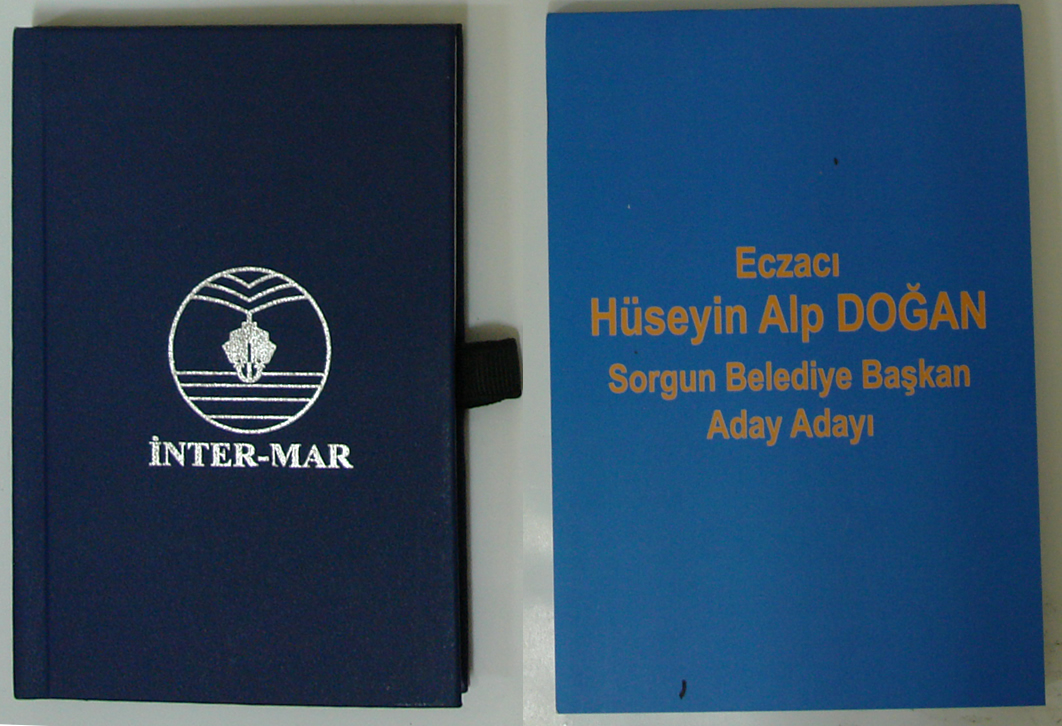 İNTER-MAR
Eczacı
Hüseyin Alp DOĞAN
Sorgun Belediye Başkan
Aday Adayı